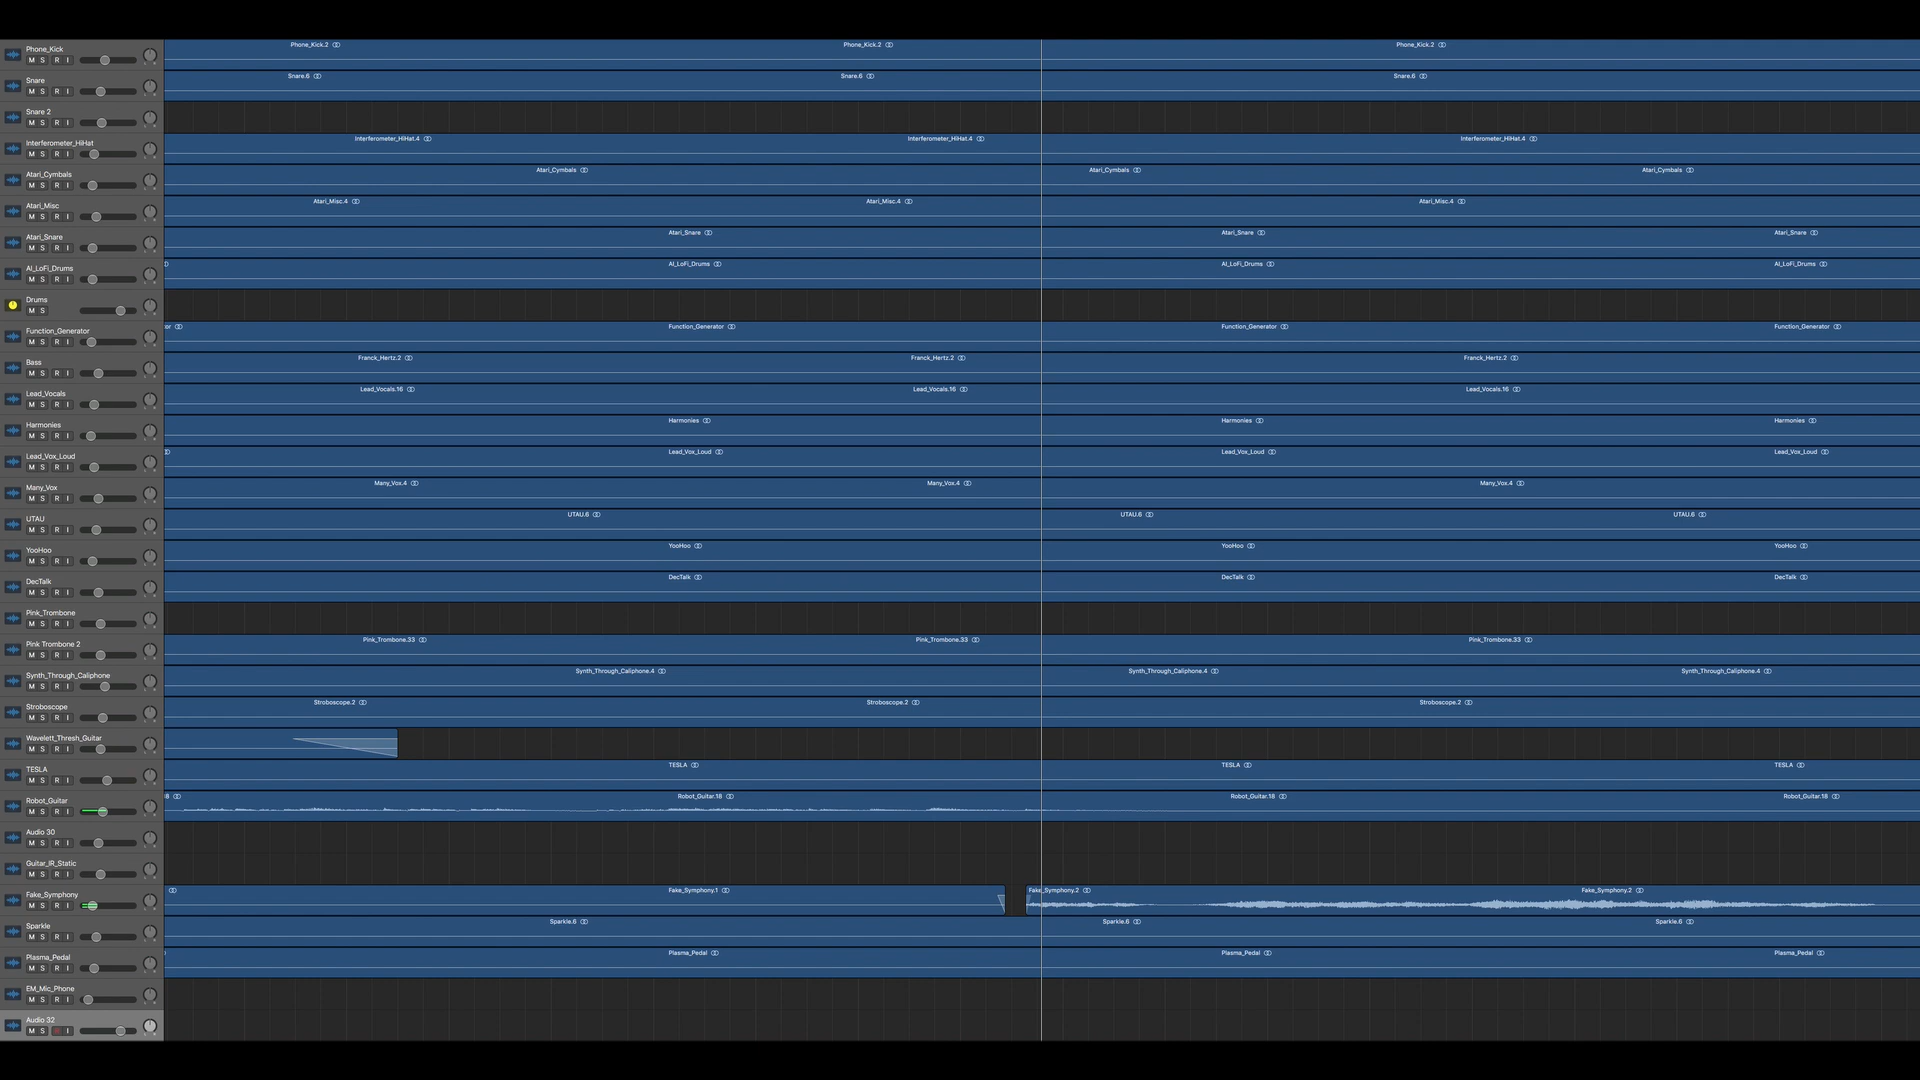 Phone_Kick
M S R I
Phone_Kick.2 Phone_Kick.2 Phone_Kick.2
Snare
M S R I
Snare.6 Snare.6 Snare.6
Snare 2
M S R I
Interferometer_HiHat
M S R I
Interferometer_HiHat.4 Interferometer_HiHat.4 Interferometer_HiHat.4
Atari_Cymbals
M S R I
Atari_Cymbals Atari_Cymbals Atari_Cymbals
Atari_Misc
M S R I
Atari_Misc.4 Atari_Misc.4 Atari_Misc.4
Atari_Snare
M S R I
Atari_Snare Atari_Snare Atari_Snare
AI_LoFi_Drums
M S R I
AI_LoFi_Drums AI_LoFi_Drums AI_LoFi_Drums
Drums
M S
Function_Generator
M S R I
or Function_Generator Function_Generator Function_Generator
Bass
M S R I
Franck_Hertz.2 Franck_Hertz.2 Franck_Hertz.2
Lead_Vocals
M S R I
Lead_Vocals.16 Lead_Vocals.16 Lead_Vocals.16
Harmonies
M S R I
Harmonies Harmonies Harmonies
Lead_Vox_Loud
M S R I
Lead_Vox_Loud Lead_Vox_Loud Lead_Vox_Loud
Many_Vox
M S R I
Many_Vox.4 Many_Vox.4 Many_Vox.4
UTAU
M S R I
UTAU.6 UTAU.6 UTAU.6
YooHoo
M S R I
YooHoo YooHoo YooHoo
DecTalk
M S R I
DecTalk DecTalk DecTalk
Pink_Trombone
M S R I
Pink Trombone 2
M S R I
Pink_Trombone.33 Pink_Trombone.33 Pink_Trombone.33
Synth_Through_Caliphone
M S R I
Synth_Through_Caliphone.4 Synth_Through_Caliphone.4 Synth_Through_Caliphone.4
Stroboscope
M S R I
Stroboscope.2 Stroboscope.2 Stroboscope.2
Wavelett_Thresh_Guitar
M S R I
TESLA
M S R I
TESLA TESLA TESLA
Robot_Guitar
M S R I
8 Robot_Guitar.18 Robot_Guitar.18 Robot_Guitar.18
Audio 30
M S R I
Guitar_IR_Static
M S R I
Fake_Symphony
M S R I
Fake_Symphony.1 Fake_Symphony.2 Fake_Symphony.2
Sparkle
M S R I
Sparkle.6 Sparkle.6 Sparkle.6
Plasma_Pedal
M S R I
Plasma_Pedal Plasma_Pedal Plasma_Pedal
EM_Mic_Phone
M S R I
Audio 32
M S R I